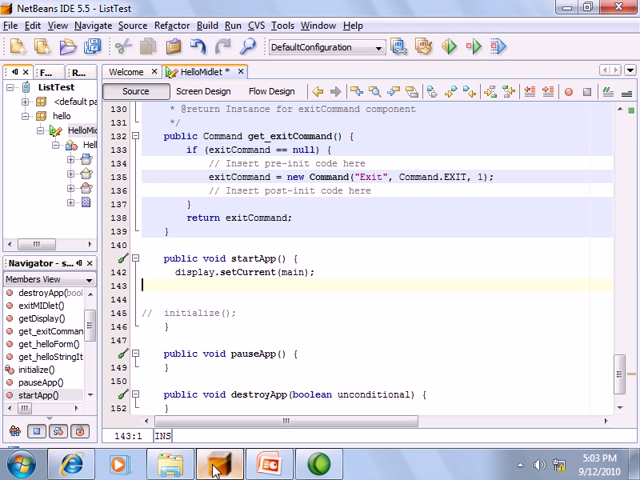 NetBeans IDE 5.5 - ListTest
File Edit View Navigate Source Refactor Build Run CVS Tools Window Help
DefaultConfiguration
F... R...
Welcome HelloMidlet *
Source Screen Design Flow Design
ListTest
<default pa
hello
HelloMid
Hell
130 * @return Instance for exitCommand component
131 */
132 public Command get_exitCommand() {
133 if (exitCommand == null) {
134 // Insert pre-init code here
135 exitCommand = new Command("Exit", Command.EXIT, 1);
136 // Insert post-init code here
137 }
138 return exitCommand;
139 }
140
141 public void startApp() {
142 display.setCurrent(main);
143
144
145 // initialize();
146 }
147
148 public void pauseApp() {
149 }
150
151 public void destroyApp(boolean unconditional) {
152 }
Navigator - s
Members View
destroyApp(bool
exitMIDlet()
getDisplay()
get_exitComman
get_helloForm()
get_helloStringIt
initialize()
pauseApp()
startApp()
143:1 INS
5:03 PM
9/12/2010